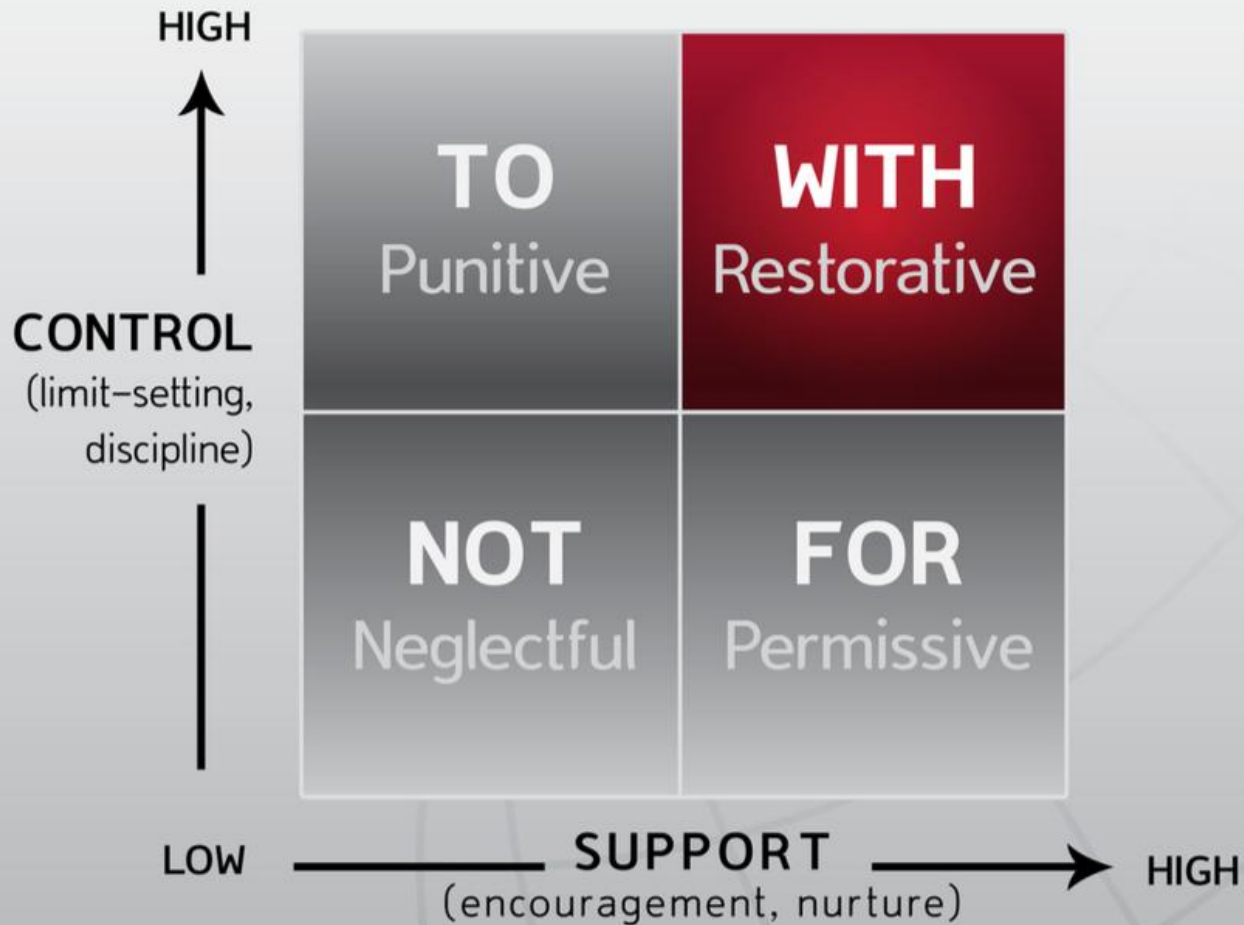 HIGH
TO
Punitive
WITH
Restorative
CONTROL
(limit-setting,
discipline)
NOT
Neglectful
FOR
Permissive
LOW
SUPPORT
(encouragement, nurture)
HIGH